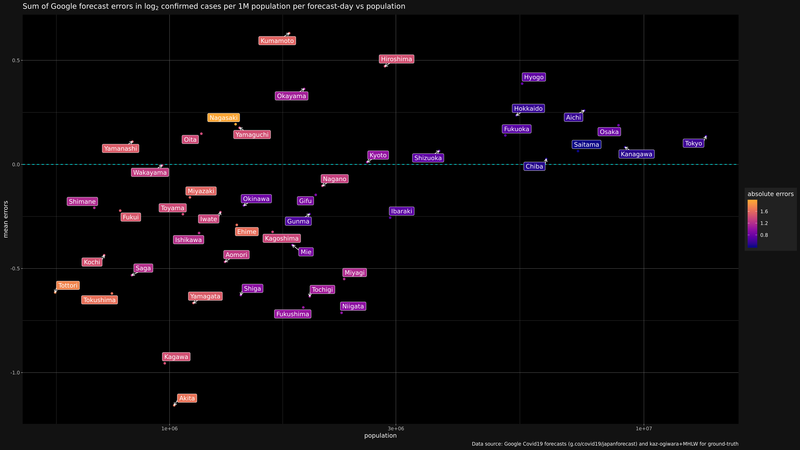 Sum of Google forecast errors in log₂ confirmed cases per 1M population per forecast-day vs population
Kumamoto
Hiroshima
0.5
Hyogo
Okayama
Hokkaido
Nagasaki
Aichi
Fukuoka
Osaka
Yamaguchi
Oita
Tokyo
Saitama
Yamanashi
Kyoto
Kanagawa
Shizuoka
0.0
Chiba
Wakayama
Nagano
absolute errors
Miyazaki
1.6
Shimane
Okinawa
Gifu
1.2
Toyama
Ibaraki
0.8
Fukui
Iwate
Gunma
mean errors
Ehime
Ishikawa
Kagoshima
Mie
Aomori
Kochi
Saga
-0.5
Miyagi
Tottori
Shiga
Tochigi
Tokushima
Yamagata
Niigata
Fukushima
Kagawa
-1.0
Akita
1e+06
3e+06
1e+07
population
Data source: Google Covid19 forecasts (g.co/covid19/japanforecast) and kaz-ogiwara+MHLW for ground-truth